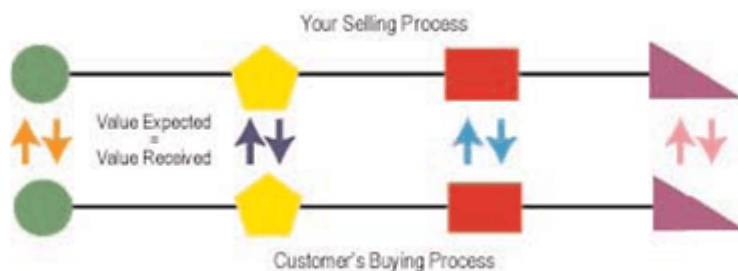 Your Selling Process
Value Expected
=
Value Received
Customer's Buying Process